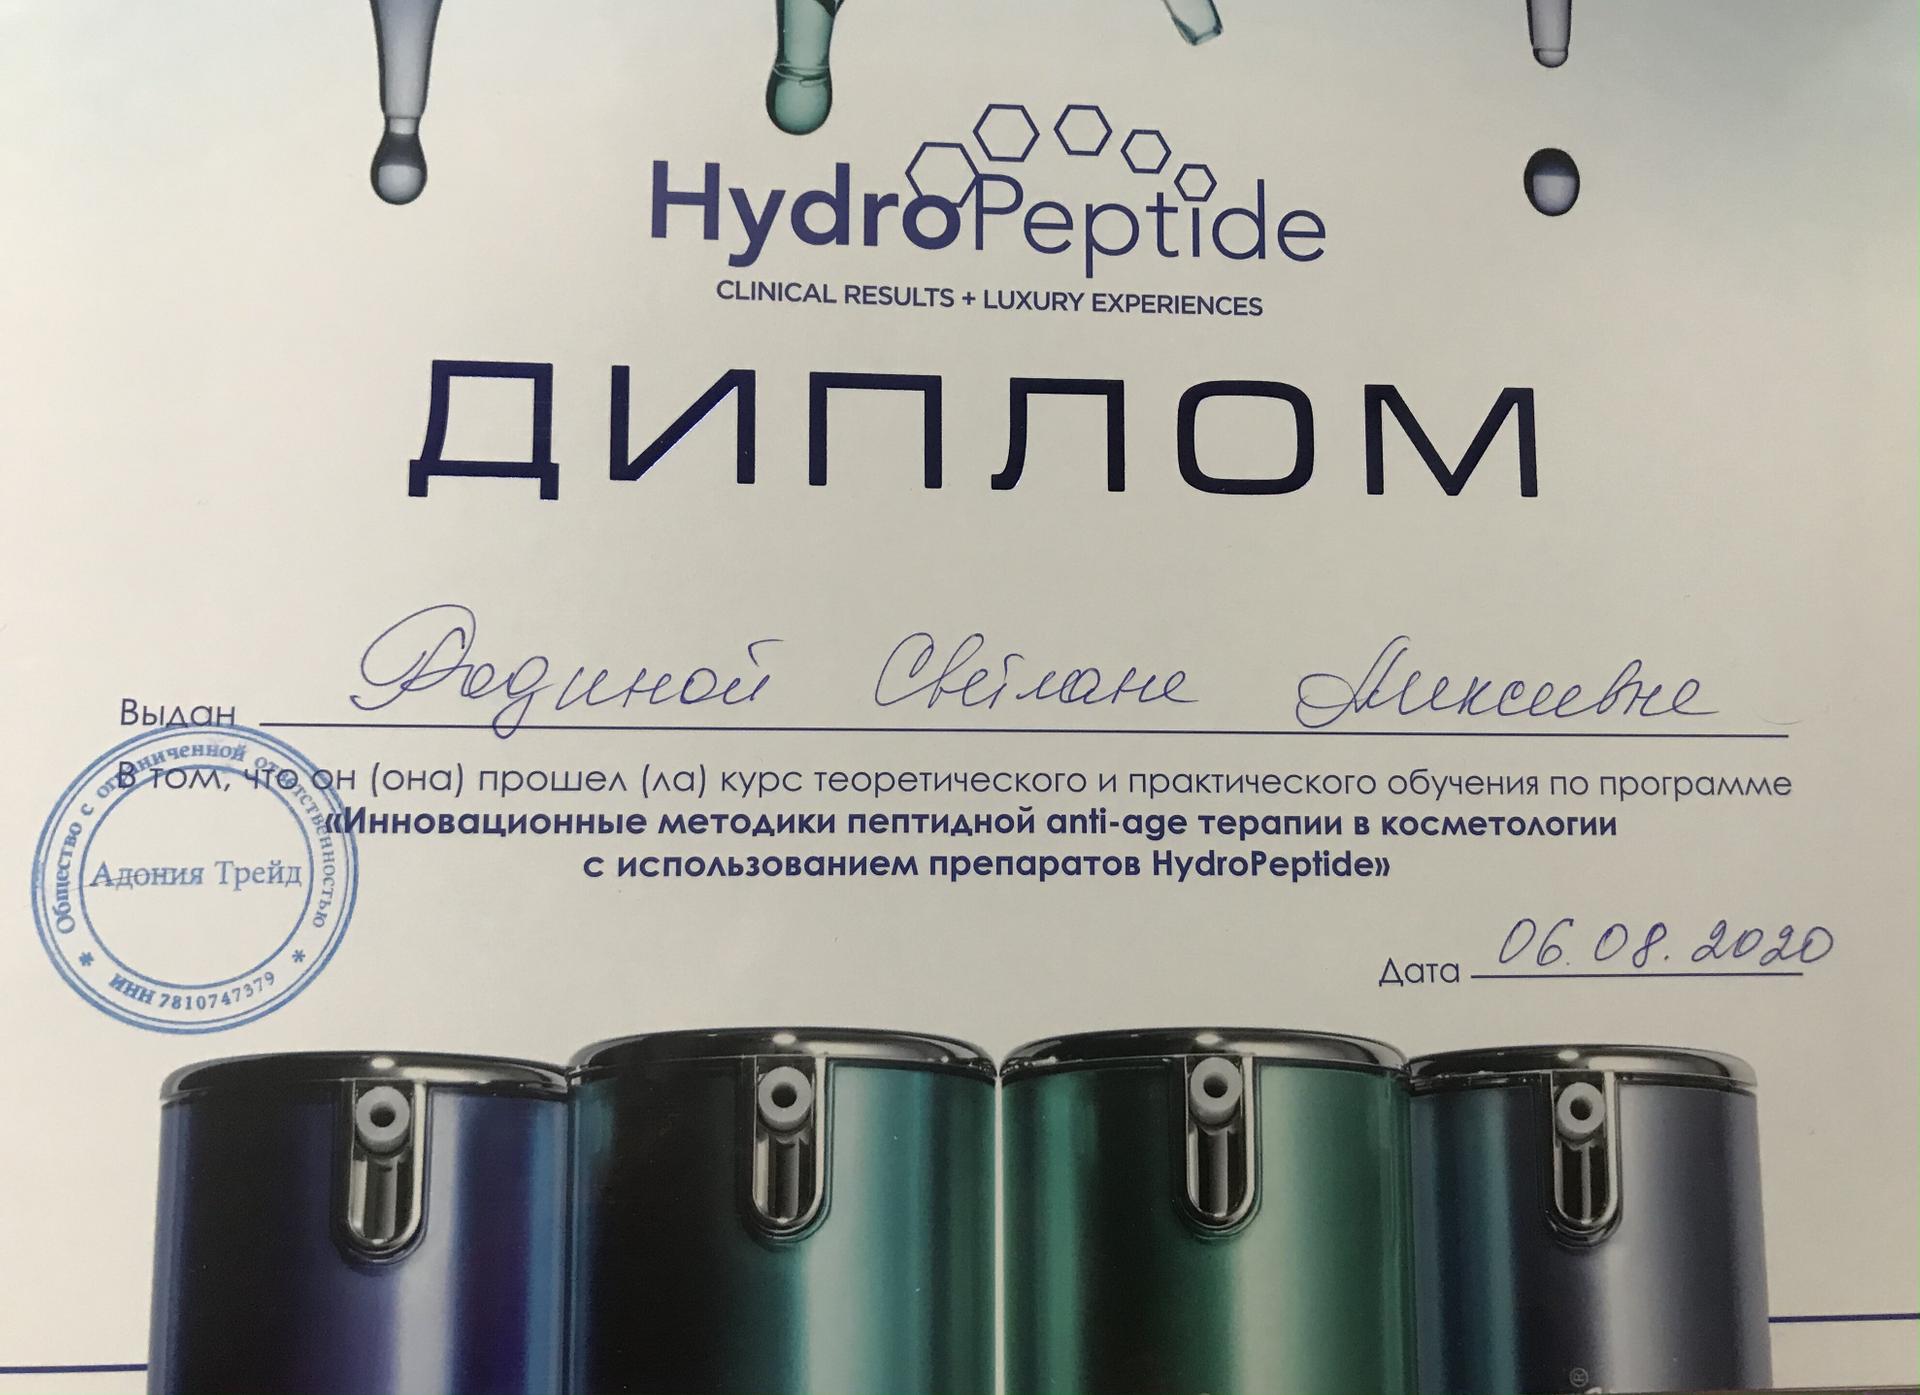 HydroPeptide
CLINICAL RESULTS + LUXURY EXPERIENCES
ДИПЛОМ
Выдан Родиной Светлане Алексеевне
В том, что он (она) прошел (ла) курс теоретического и практического обучения по программе
«Инновационные методики пептидной anti-age терапии в косметологии
с использованием препаратов HydroPeptide»
Общество с ограниченной ответственностью
Адония Трейд
ИНН 7810747379
Дата 06.08.2020